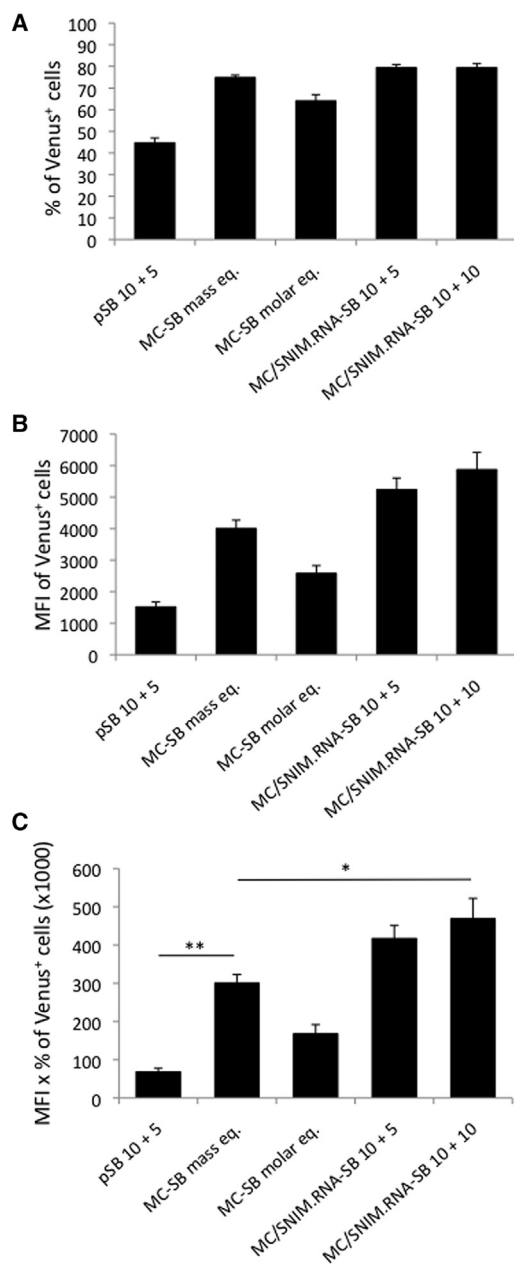 A
% of Venus⁺ cells
100
90
80
70
60
50
40
30
20
10
0
pSB 10 + 5
MC-SB mass eq.
MC-SB molar eq.
MC/SNIM.RNA-SB 10 + 5
MC/SNIM.RNA-SB 10 + 10
B
MFI of Venus⁺ cells
7000
6000
5000
4000
3000
2000
1000
0
pSB 10 + 5
MC-SB mass eq.
MC-SB molar eq.
MC/SNIM.RNA-SB 10 + 5
MC/SNIM.RNA-SB 10 + 10
C
MFI x % of Venus⁺ cells (x1000)
600
500
400
300
200
100
0
**
*
pSB 10 + 5
MC-SB mass eq.
MC-SB molar eq.
MC/SNIM.RNA-SB 10 + 5
MC/SNIM.RNA-SB 10 + 10